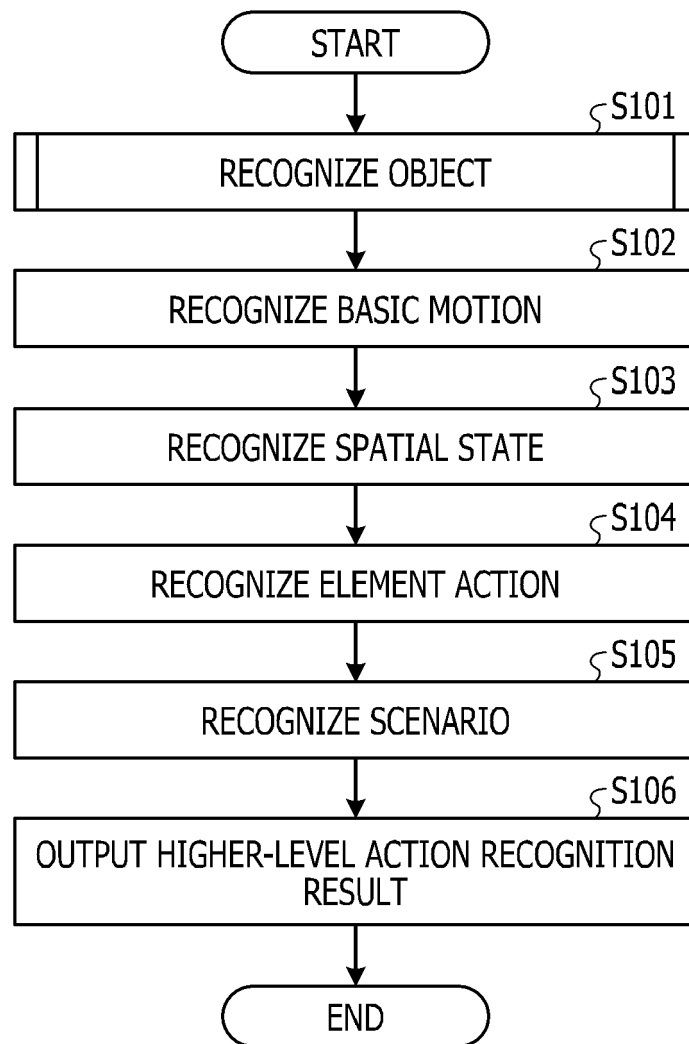 START
S101
RECOGNIZE OBJECT
S102
RECOGNIZE BASIC MOTION
S103
RECOGNIZE SPATIAL STATE
S104
RECOGNIZE ELEMENT ACTION
S105
RECOGNIZE SCENARIO
S106
OUTPUT HIGHER-LEVEL ACTION RECOGNITION
RESULT
END